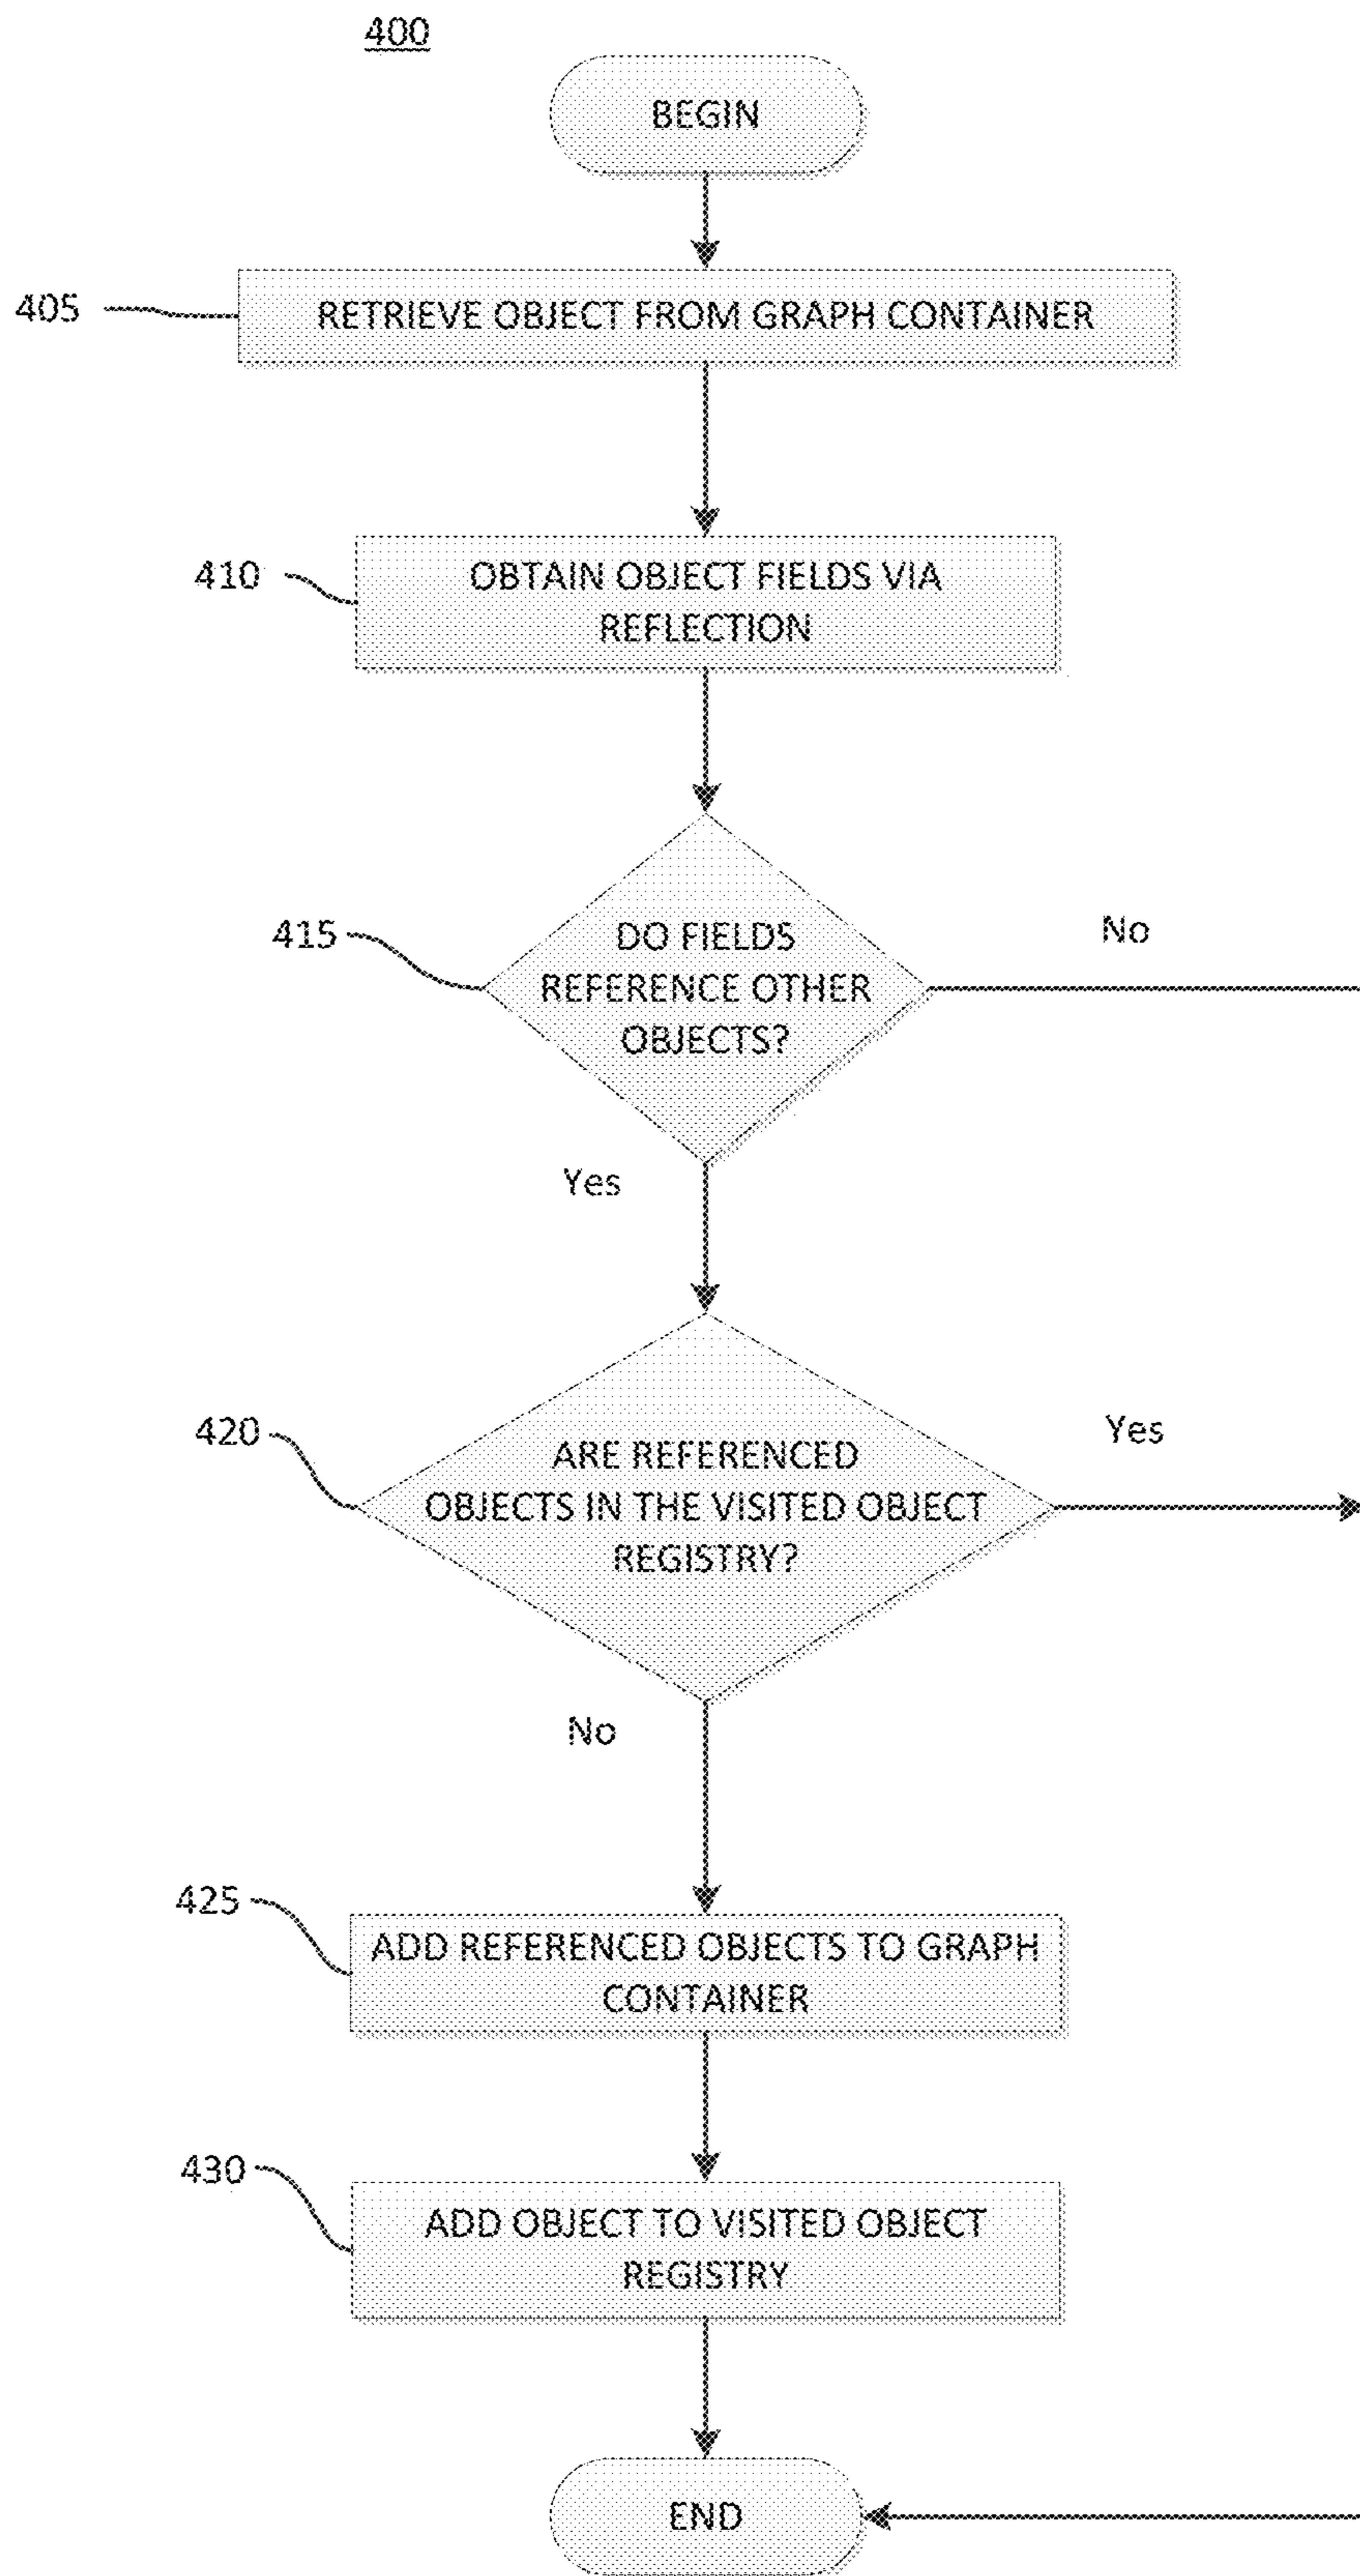 400
BEGIN
405
RETRIEVE OBJECT FROM GRAPH CONTAINER
410
OBTAIN OBJECT FIELDS VIA
REFLECTION
415
DO FIELDS
REFERENCE OTHER
OBJECTS?
No
Yes
420
ARE REFERENCED
OBJECTS IN THE VISITED OBJECT
REGISTRY?
Yes
No
425
ADD REFERENCED OBJECTS TO GRAPH
CONTAINER
430
ADD OBJECT TO VISITED OBJECT
REGISTRY
END